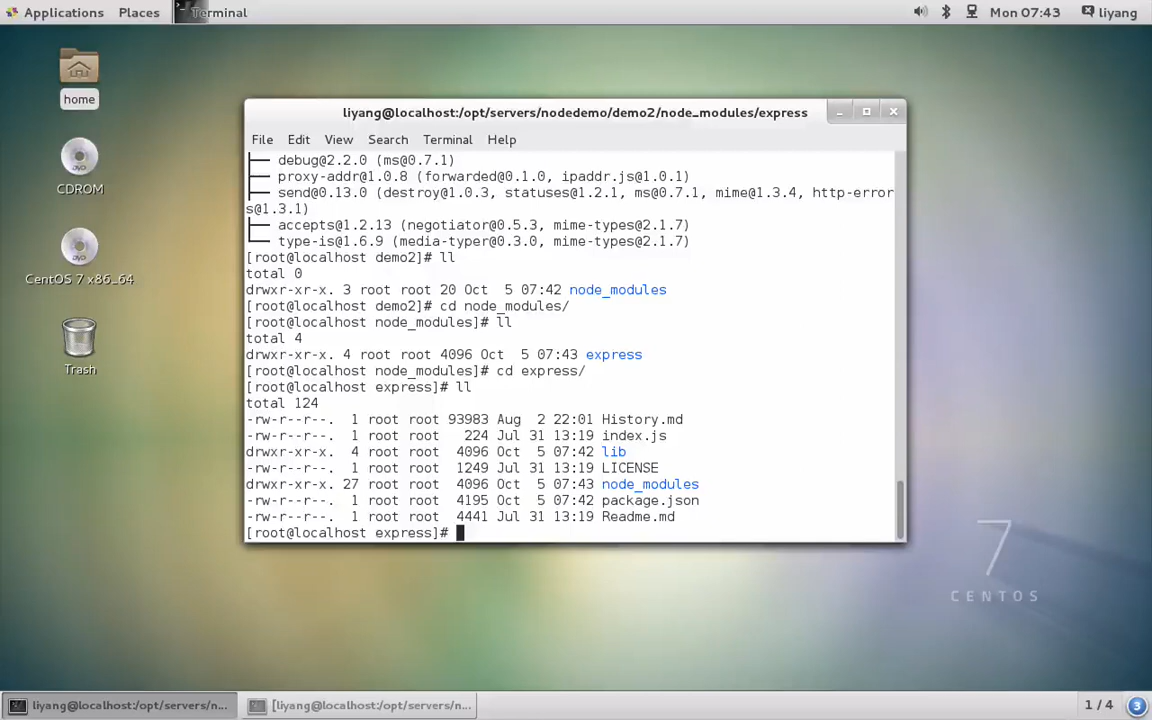 Applications Places Terminal Mon 07:43 liyang
home
CDROM
CentOS 7 x86_64
Trash
liyang@localhost:/opt/servers/nodedemo/demo2/node_modules/express
File Edit View Search Terminal Help
├── debug@2.2.0 (ms@0.7.1)
├── proxy-addr@1.0.8 (forwarded@0.1.0, ipaddr.js@1.0.1)
├── send@0.13.0 (destroy@1.0.3, statuses@1.2.1, ms@0.7.1, mime@1.3.4, http-error
s@1.3.1)
├── accepts@1.2.13 (negotiator@0.5.3, mime-types@2.1.7)
└── type-is@1.6.9 (media-typer@0.3.0, mime-types@2.1.7)
[root@localhost demo2]# ll
total 0
drwxr-xr-x. 3 root root 20 Oct  5 07:42 node_modules
[root@localhost demo2]# cd node_modules/
[root@localhost node_modules]# ll
total 4
drwxr-xr-x. 4 root root 4096 Oct  5 07:43 express
[root@localhost node_modules]# cd express/
[root@localhost express]# ll
total 124
-rw-r--r--.  1 root root 93983 Aug  2 22:01 History.md
-rw-r--r--.  1 root root   224 Jul 31 13:19 index.js
drwxr-xr-x.  4 root root  4096 Oct  5 07:42 lib
-rw-r--r--.  1 root root  1249 Jul 31 13:19 LICENSE
drwxr-xr-x. 27 root root  4096 Oct  5 07:43 node_modules
-rw-r--r--.  1 root root  4195 Oct  5 07:42 package.json
-rw-r--r--.  1 root root  4441 Jul 31 13:19 Readme.md
[root@localhost express]#
7
CENTOS
liyang@localhost:/opt/servers/n... [liyang@localhost:/opt/servers/n... 1 / 4 3